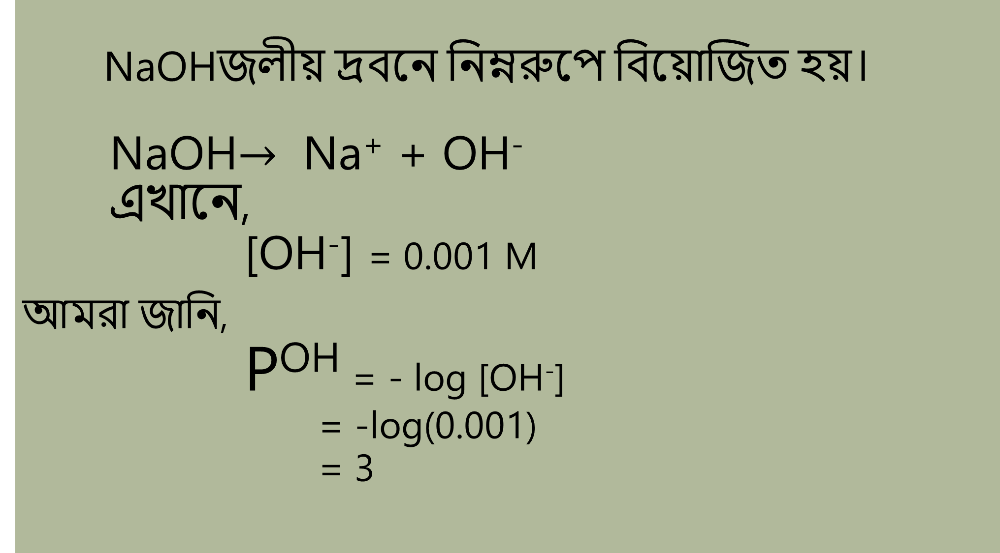 NaOHজলীয় দ্রবনে নিম্নরুপে বিয়োজিত হয়।
NaOH→ Na⁺ + OH⁻
এখানে,
[OH⁻] = 0.001 M
আমরা জানি,
Pᴼᴴ = - log [OH⁻]
= -log(0.001)
= 3